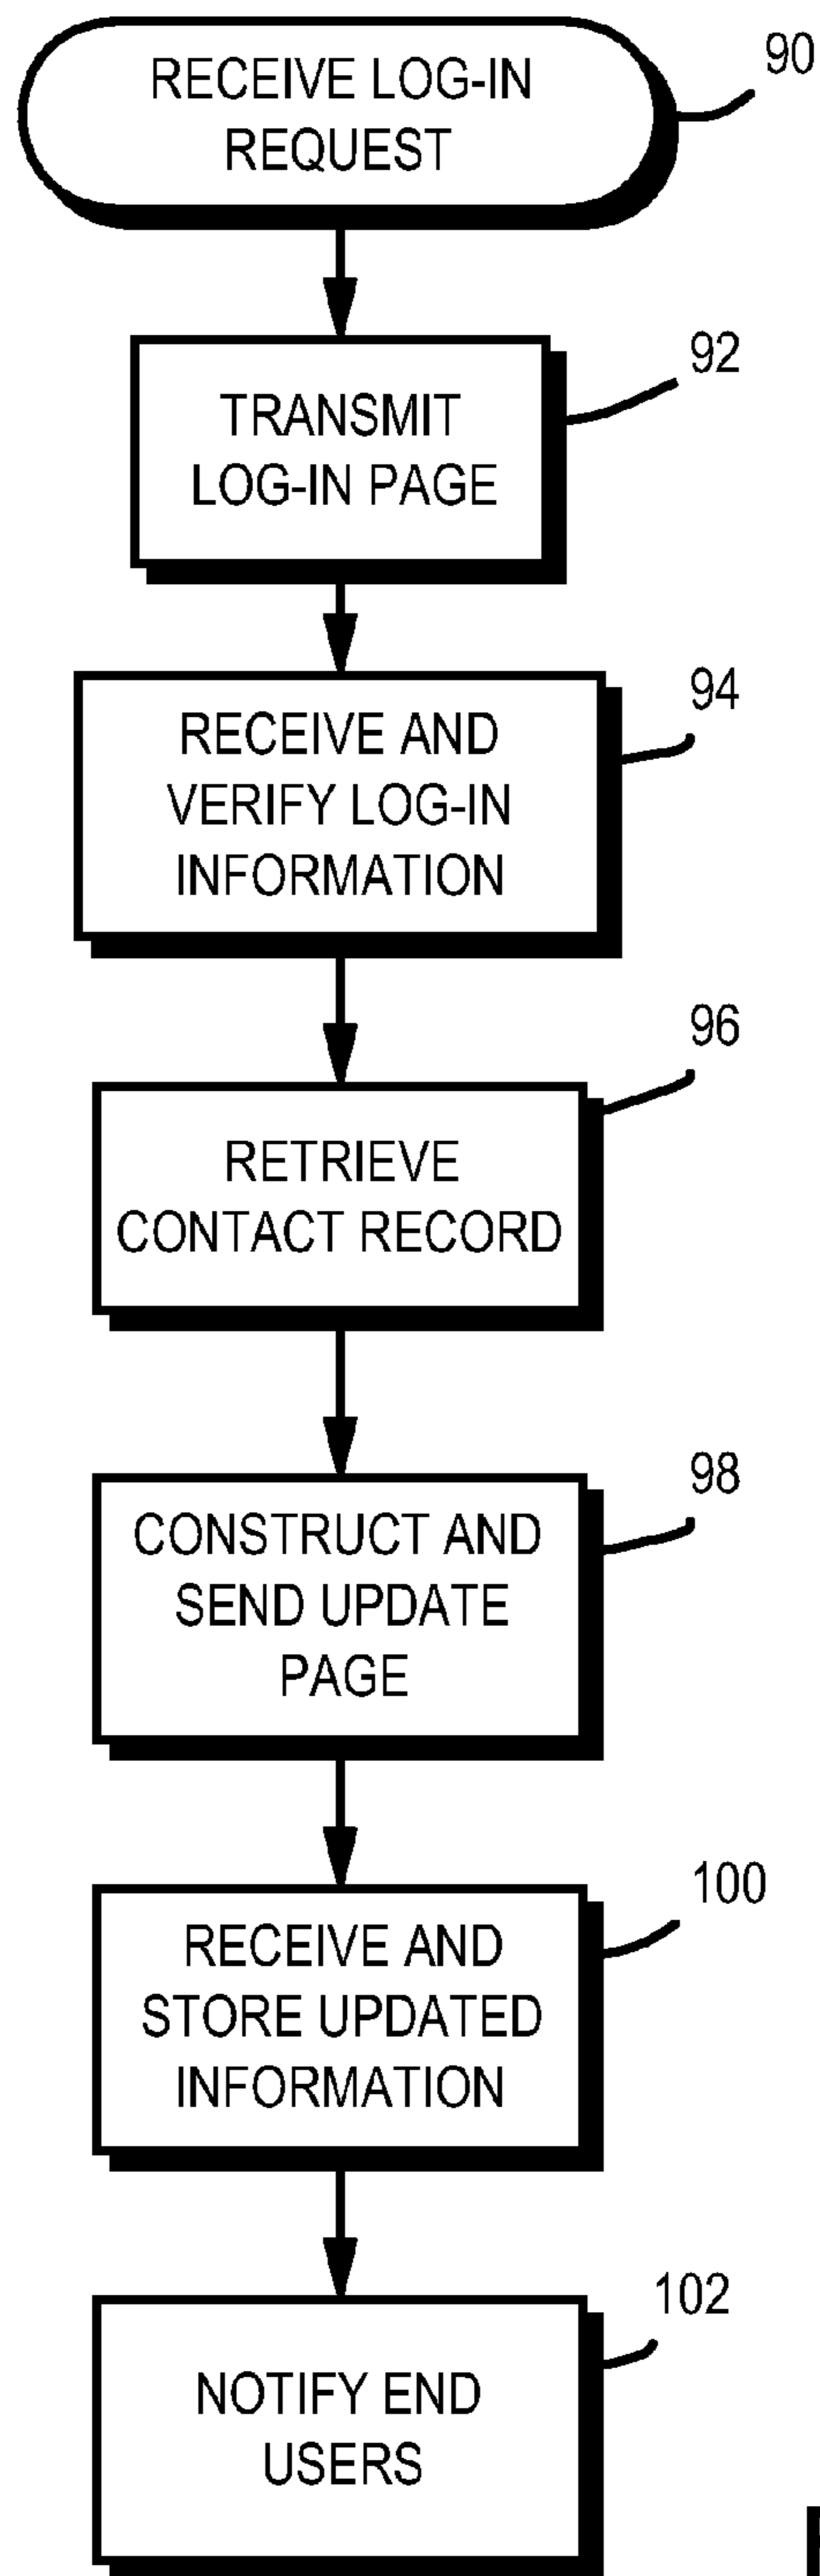 RECEIVE LOG-IN
REQUEST
90
TRANSMIT
LOG-IN PAGE
92
RECEIVE AND
VERIFY LOG-IN
INFORMATION
94
RETRIEVE
CONTACT RECORD
96
CONSTRUCT AND
SEND UPDATE
PAGE
98
RECEIVE AND
STORE UPDATED
INFORMATION
100
NOTIFY END
USERS
102